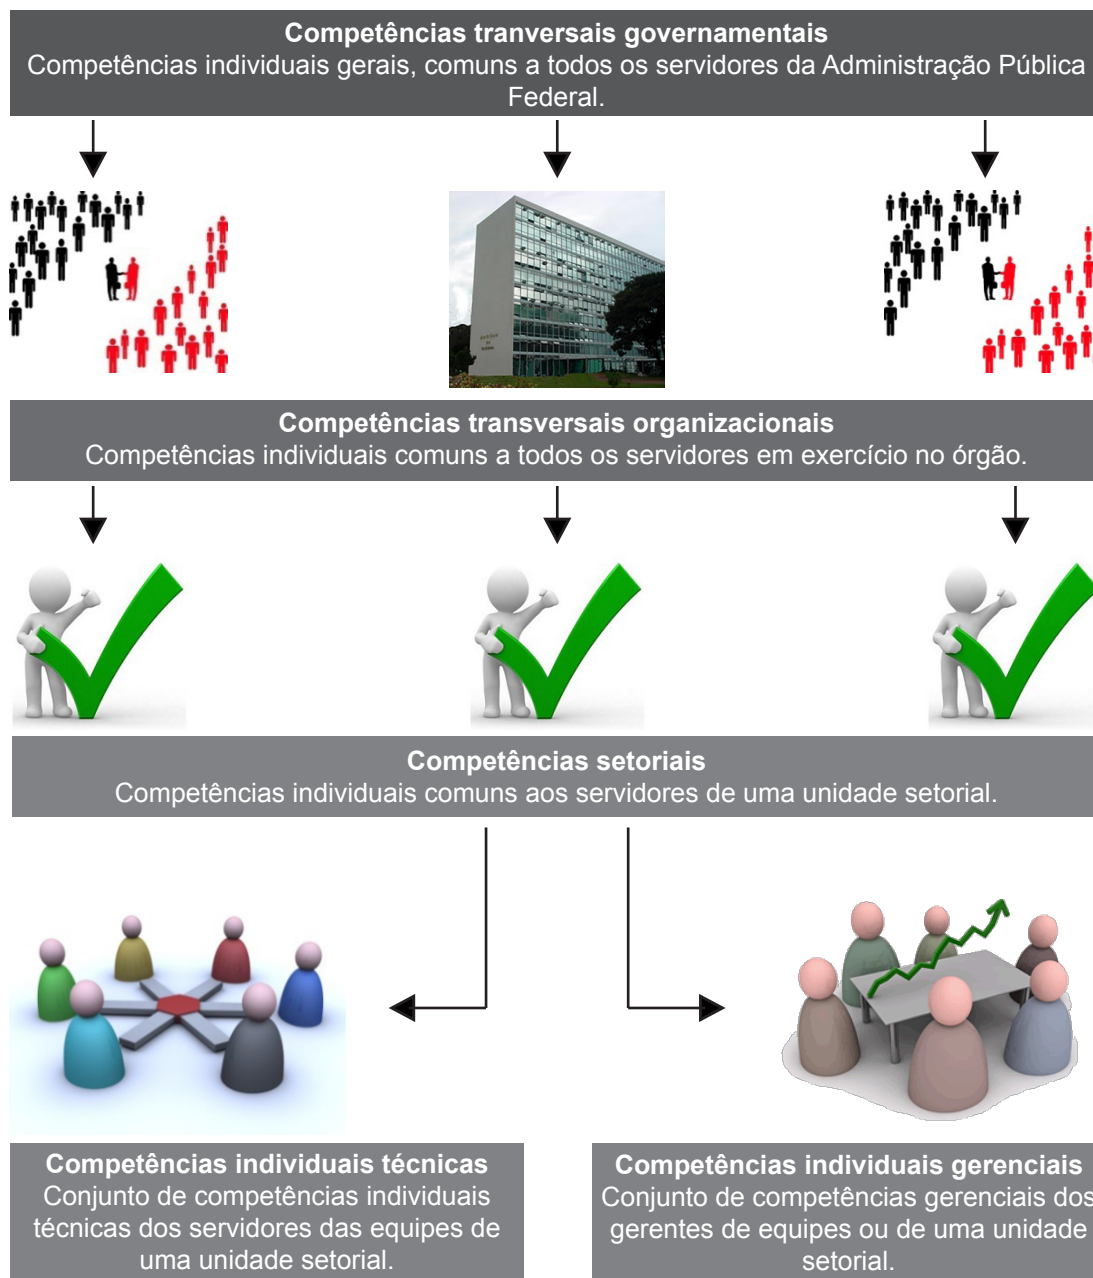 Competências tranversais governamentais
Competências individuais gerais, comuns a todos os servidores da Administração Pública
Federal.
Competências transversais organizacionais
Competências individuais comuns a todos os servidores em exercício no órgão.
Competências setoriais
Competências individuais comuns aos servidores de uma unidade setorial.
Competências individuais técnicas
Conjunto de competências individuais
técnicas dos servidores das equipes de
uma unidade setorial.
Competências individuais gerenciais
Conjunto de competências gerenciais dos
gerentes de equipes ou de uma unidade
setorial.